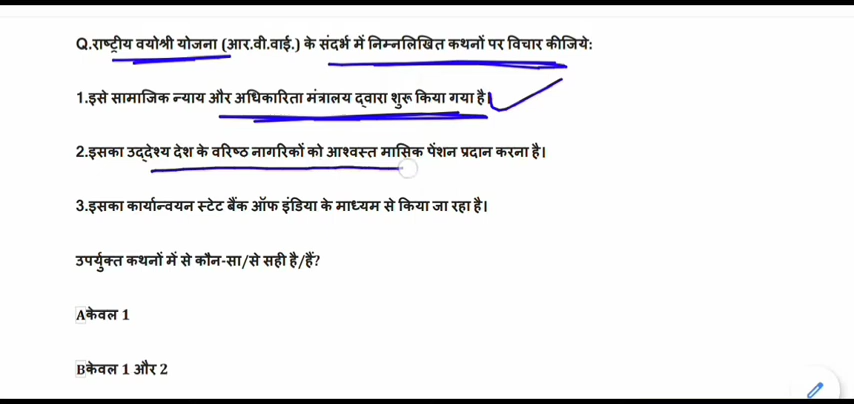 Q.राष्ट्रीय वयोश्री योजना (आर.वी.वाई.) के संदर्भ में निम्नलिखित कथनों पर विचार कीजिये:
1.इसे सामाजिक न्याय और अधिकारिता मंत्रालय द्वारा शुरू किया गया है।
2.इसका उद्देश्य देश के वरिष्ठ नागरिकों को आश्वस्त मासिक पेंशन प्रदान करना है।
3.इसका कार्यान्वयन स्टेट बैंक ऑफ इंडिया के माध्यम से किया जा रहा है।
उपर्युक्त कथनों में से कौन-सा/से सही है/हैं?
Aकेवल 1
Bकेवल 1 और 2